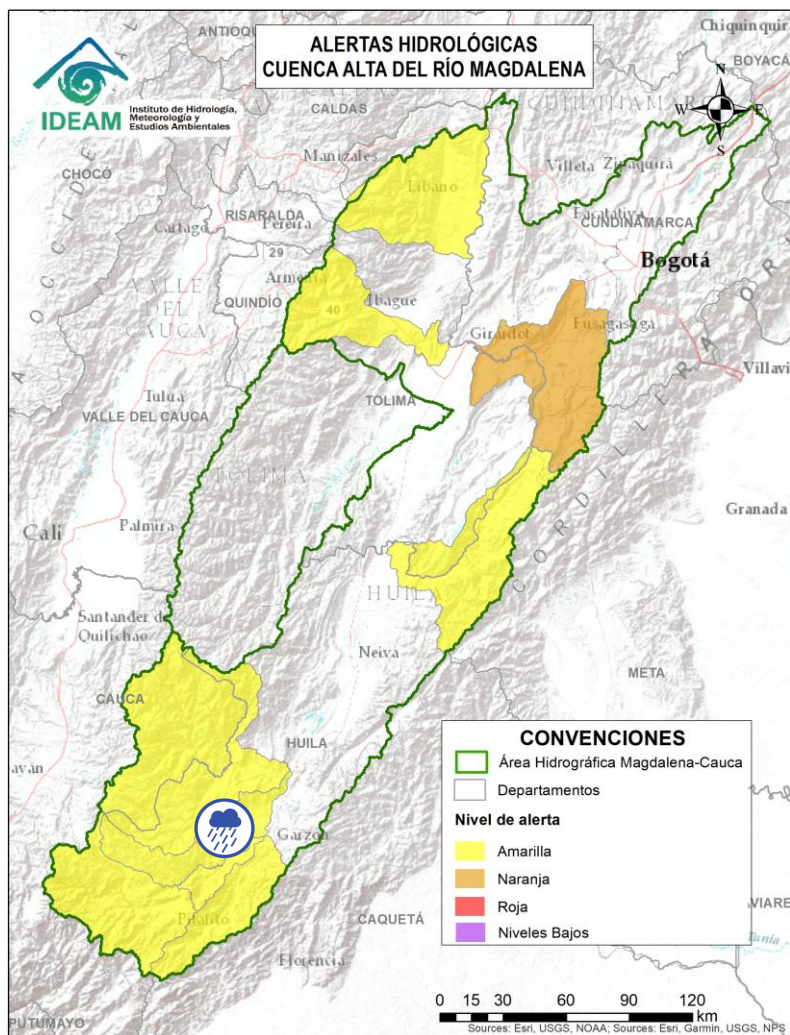 ALERTAS HIDROLÓGICAS
CUENCA ALTA DEL RÍO MAGDALENA
IDEAM
Instituto de Hidrología,
Meteorología y
Estudios Ambientales
Chiquinquirá
BOYACÁ
N
W E
S
CALDAS
Manizales
Líbano
Villeta
Zipaquirá
CHOCÓ
RISARALDA
Pereira
Cartago
Facatativá
CUNDINAMARCA
Bogotá
29
Armenia
VALLE
DEL
CAUCA
QUINDÍO
40
Ibagué
Girardot
Fusagasugá
Villavi
Tuluá
TOLIMA
VALLE DEL CAUCA
TOLIMA
CORDILLERA ORI
Cali
Palmira
Granada
HUILA
Santander de
Quilichao
Neiva
META
CAUCA
HUILA
ayán
Garzón
Pitalito
CAQUETÁ
Florencia
PUTUMAYO
VIARE
Tunía
CONVENCIONES
Área Hidrográfica Magdalena-Cauca
Departamentos
Nivel de alerta
Amarilla
Naranja
Roja
Niveles Bajos
0 15 30 60 90 120
km
Sources: Esri, USGS, NOAA; Sources: Esri, Garmin, USGS, NPS